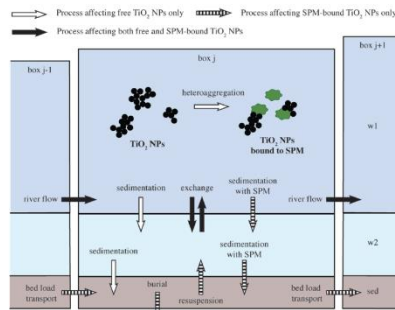 Process affecting free TiO2 NPs only
Process affecting SPM-bound TiO2 NPs only
Process affecting both free and SPM-bound TiO2 NPs
box j-1
box j
box j+1
heteroaggregation
w1
TiO2 NPs
TiO2 NPs
bound to SPM
river flow
sedimentation
exchange
sedimentation
with SPM
river flow
w2
sedimentation
sedimentation
with SPM
bed load
transport
burial
resuspension
bed load
transport
sed